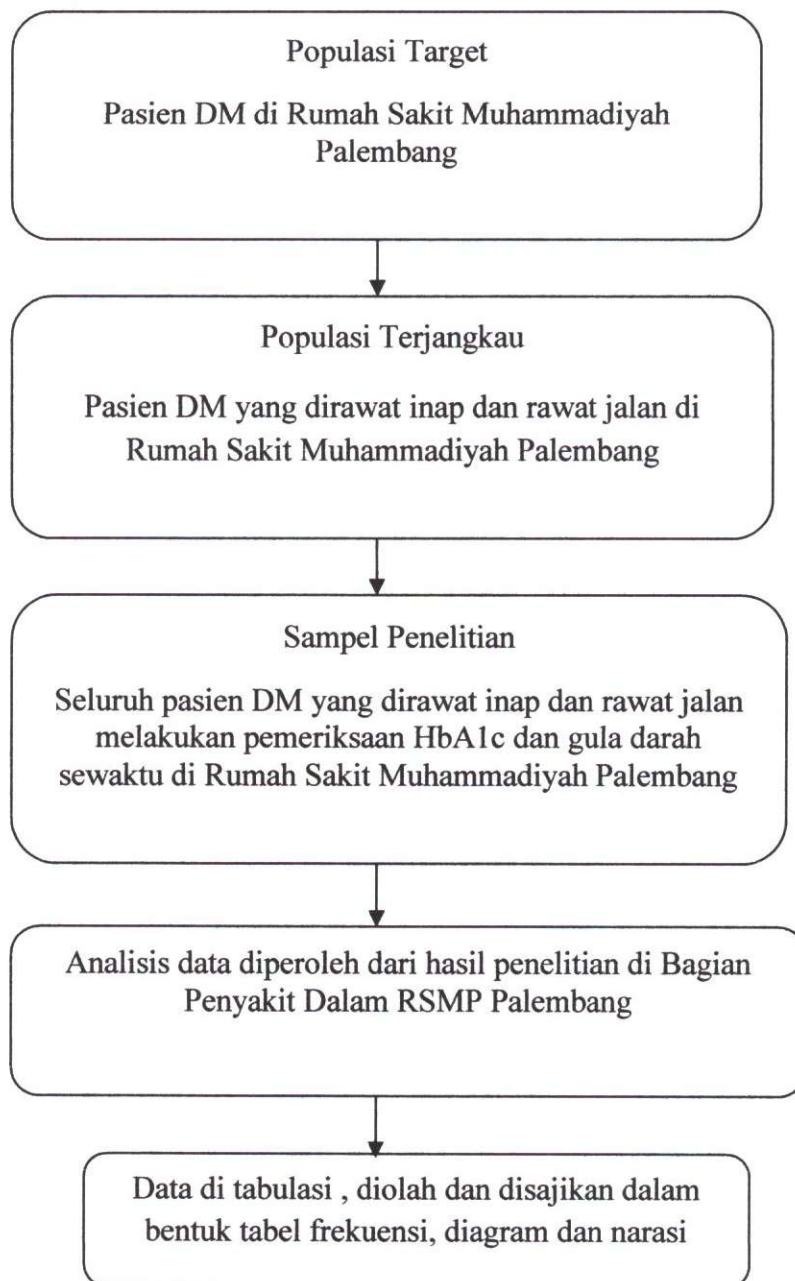 Populasi Target
Pasien DM di Rumah Sakit Muhammadiyah
Palembang
Populasi Terjangkau
Pasien DM yang dirawat inap dan rawat jalan di
Rumah Sakit Muhammadiyah Palembang
Sampel Penelitian
Seluruh pasien DM yang dirawat inap dan rawat jalan
melakukan pemeriksaan HbA1c dan gula darah
sewaktu di Rumah Sakit Muhammadiyah Palembang
Analisis data diperoleh dari hasil penelitian di Bagian
Penyakit Dalam RSMP Palembang
Data di tabulasi , diolah dan disajikan dalam
bentuk tabel frekuensi, diagram dan narasi